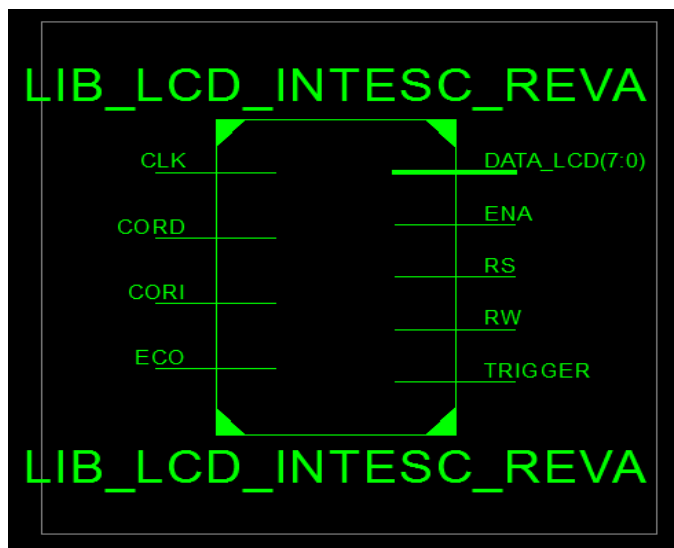 LIB_LCD_INTESC_REVA
CLK
DATA_LCD(7:0)
CORD
ENA
CORI
RS
RW
ECO
TRIGGER
LIB_LCD_INTESC_REVA